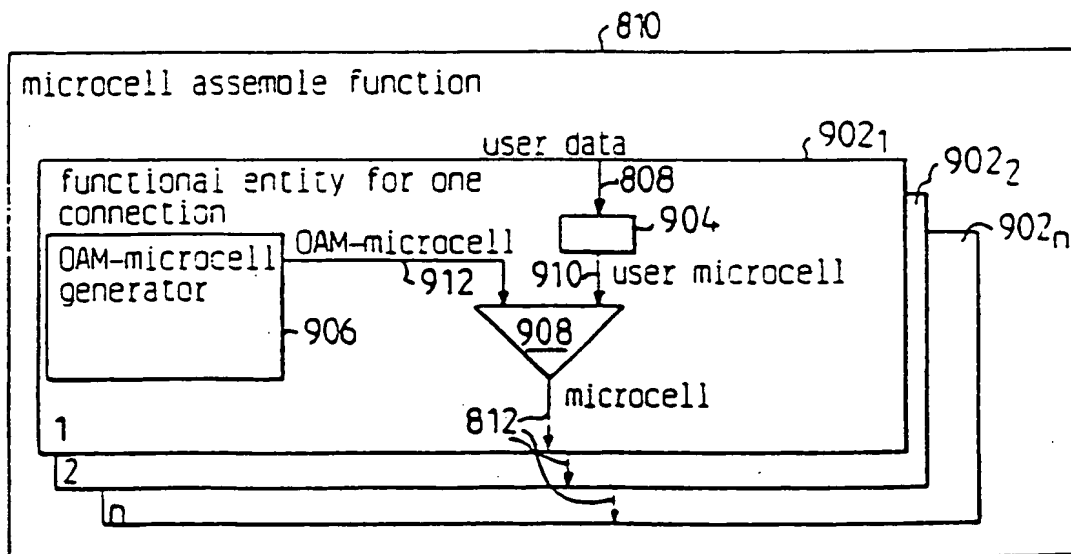 810
microcell assemole function
user data
902₁
functional entity for one
connection
808
902₂
904
902ₙ
OAM-microcell
generator
OAM-microcell
912
910
user microcell
906
908
microcell
812
1
2
n